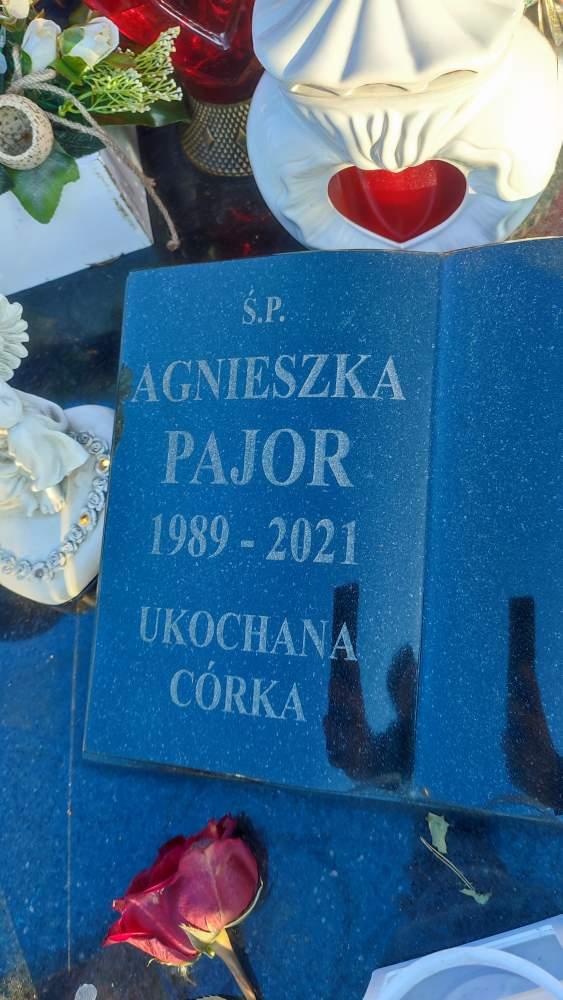 Ś.P.
AGNIESZKA
PAJOR
1989 - 2021
UKOCHANA
CÓRKA